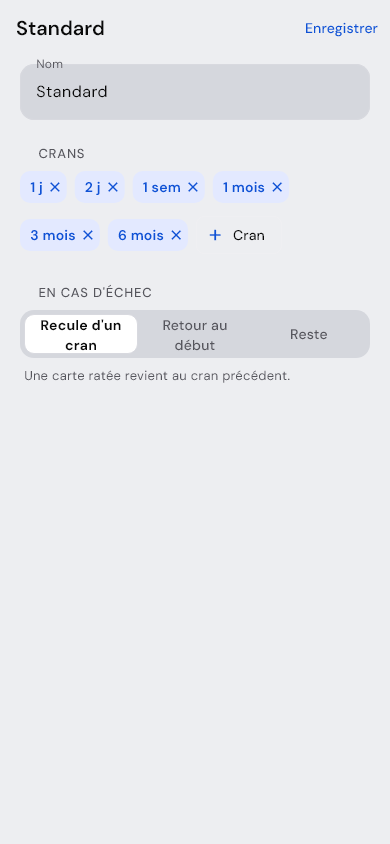 Standard
Enregistrer
Nom
Standard
CRANS
1 j × 2 j × 1 sem × 1 mois ×
3 mois × 6 mois × + Cran
EN CAS D'ÉCHEC
Recule d'un
cran
Retour au
début
Reste
Une carte ratée revient au cran précédent.